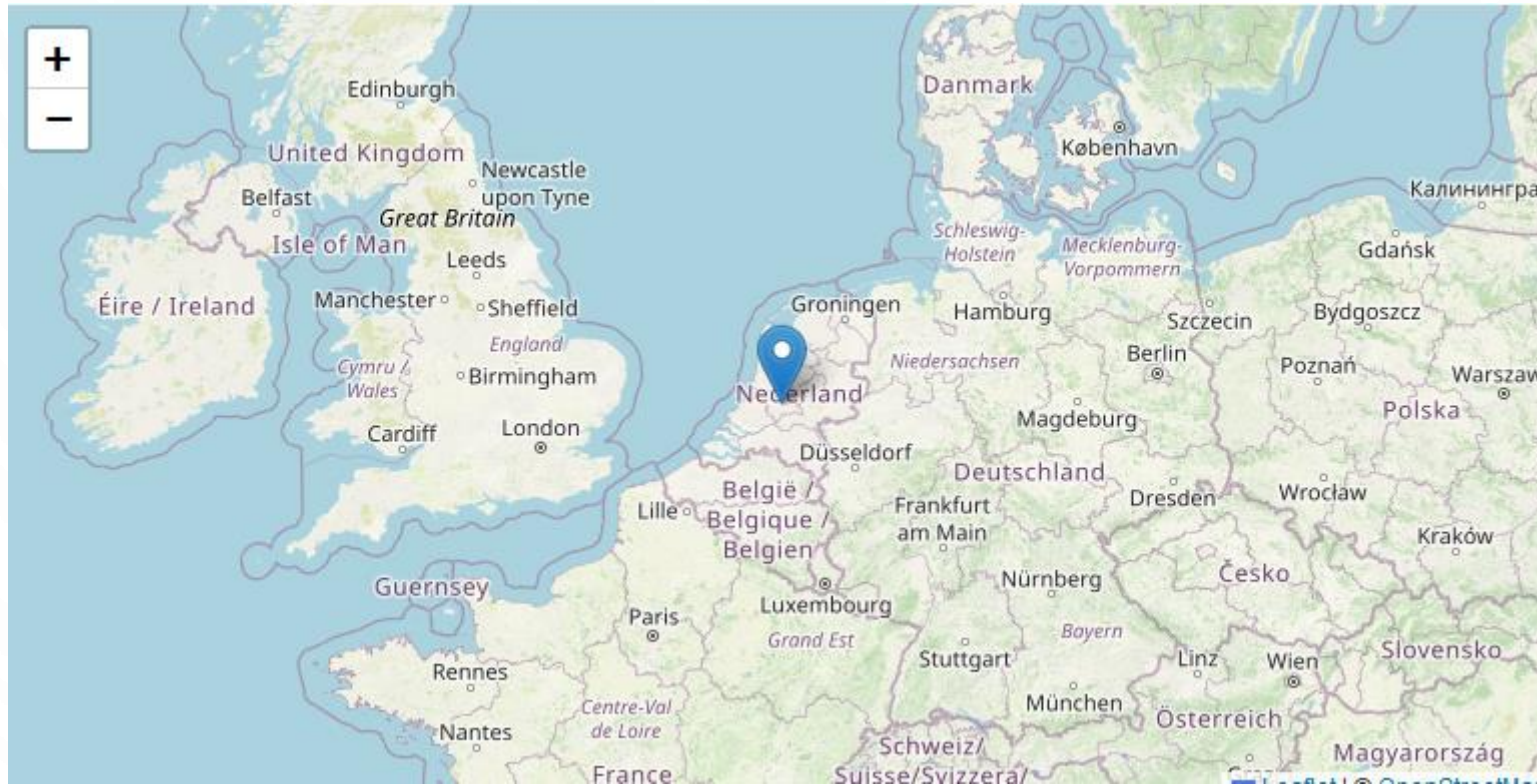 +
−
Edinburgh
Danmark
København
United Kingdom
Newcastle
upon Tyne
Belfast
Great Britain
Isle of Man
Калинингра
Schleswig-
Holstein
Mecklenburg-
Vorpommern
Gdańsk
Leeds
Éire / Ireland
Manchester
Sheffield
Groningen
Hamburg
Szczecin
Bydgoszcz
England
Niedersachsen
Berlin
Poznań
Cymru /
Wales
Birmingham
Warszaw
Nederland
Polska
Magdeburg
Cardiff
London
Düsseldorf
Deutschland
België /
Belgique /
Belgien
Dresden
Wrocław
Lille
Frankfurt
am Main
Kraków
Guernsey
Nürnberg
Česko
Luxembourg
Paris
Grand Est
Bayern
Stuttgart
Linz
Wien
Slovensko
Rennes
München
Centre-Val
de Loire
Österreich
Nantes
Schweiz/
Suisse/Svizzera/
Magyarország
France
Leaflet | © OpenStreetMa